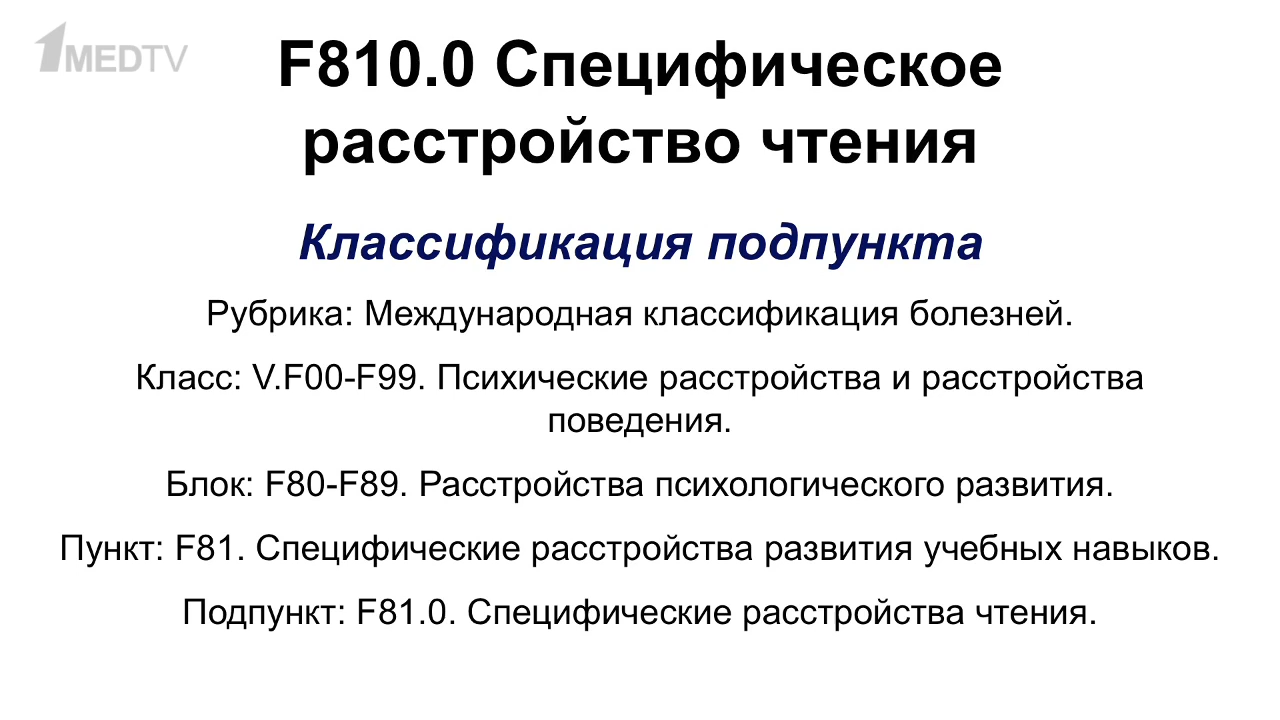 1MEDTV
F810.0 Специфическое
расстройство чтения
Классификация подпункта
Рубрика: Международная классификация болезней.
Класс: V.F00-F99. Психические расстройства и расстройства
поведения.
Блок: F80-F89. Расстройства психологического развития.
Пункт: F81. Специфические расстройства развития учебных навыков.
Подпункт: F81.0. Специфические расстройства чтения.